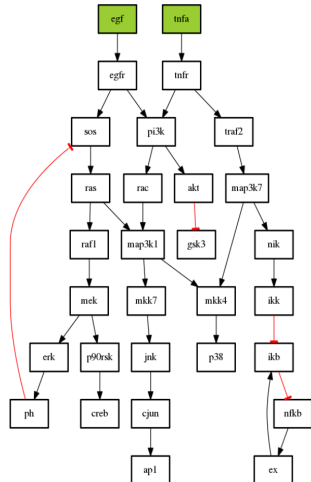 egf tnfa
egfr tnfr
sos pi3k traf2
ras rac akt map3k7
raf1 map3k1 gsk3 nik
mek mkk7 mkk4 ikk
erk p90rsk jnk p38 ikb
ph creb cjun nfkb
ap1 ex